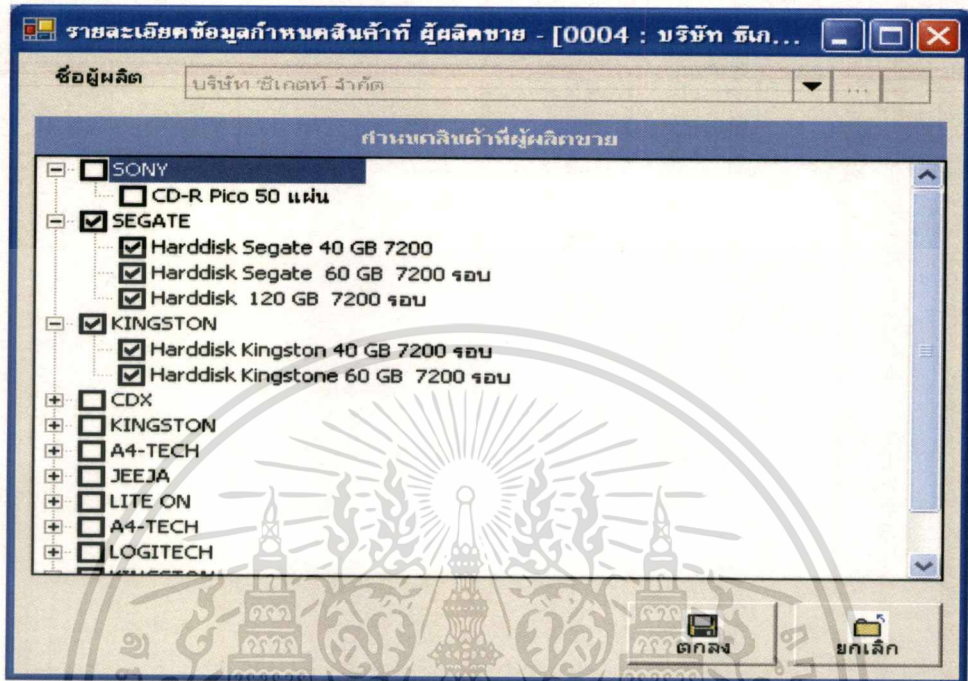 รายละเอียดข้อมูลกำหนดสินค้าที่ ผู้ผลิตขาย - [0004 : บริษัท ซีเก...
ชื่อผู้ผลิต
บริษัท ซีเกตท์ จำกัด
...
กำหนดสินค้าที่ผู้ผลิตขาย
SONY
CD-R Pico 50 แผ่น
SEGATE
Harddisk Segate 40 GB 7200
Harddisk Segate 60 GB 7200 รอบ
Harddisk 120 GB 7200 รอบ
KINGSTON
Harddisk Kingston 40 GB 7200 รอบ
Harddisk Kingstone 60 GB 7200 รอบ
CDX
KINGSTON
A4-TECH
JEEJA
LITE ON
A4-TECH
LOGITECH
KINGSTON
ตกลง
ยกเลิก